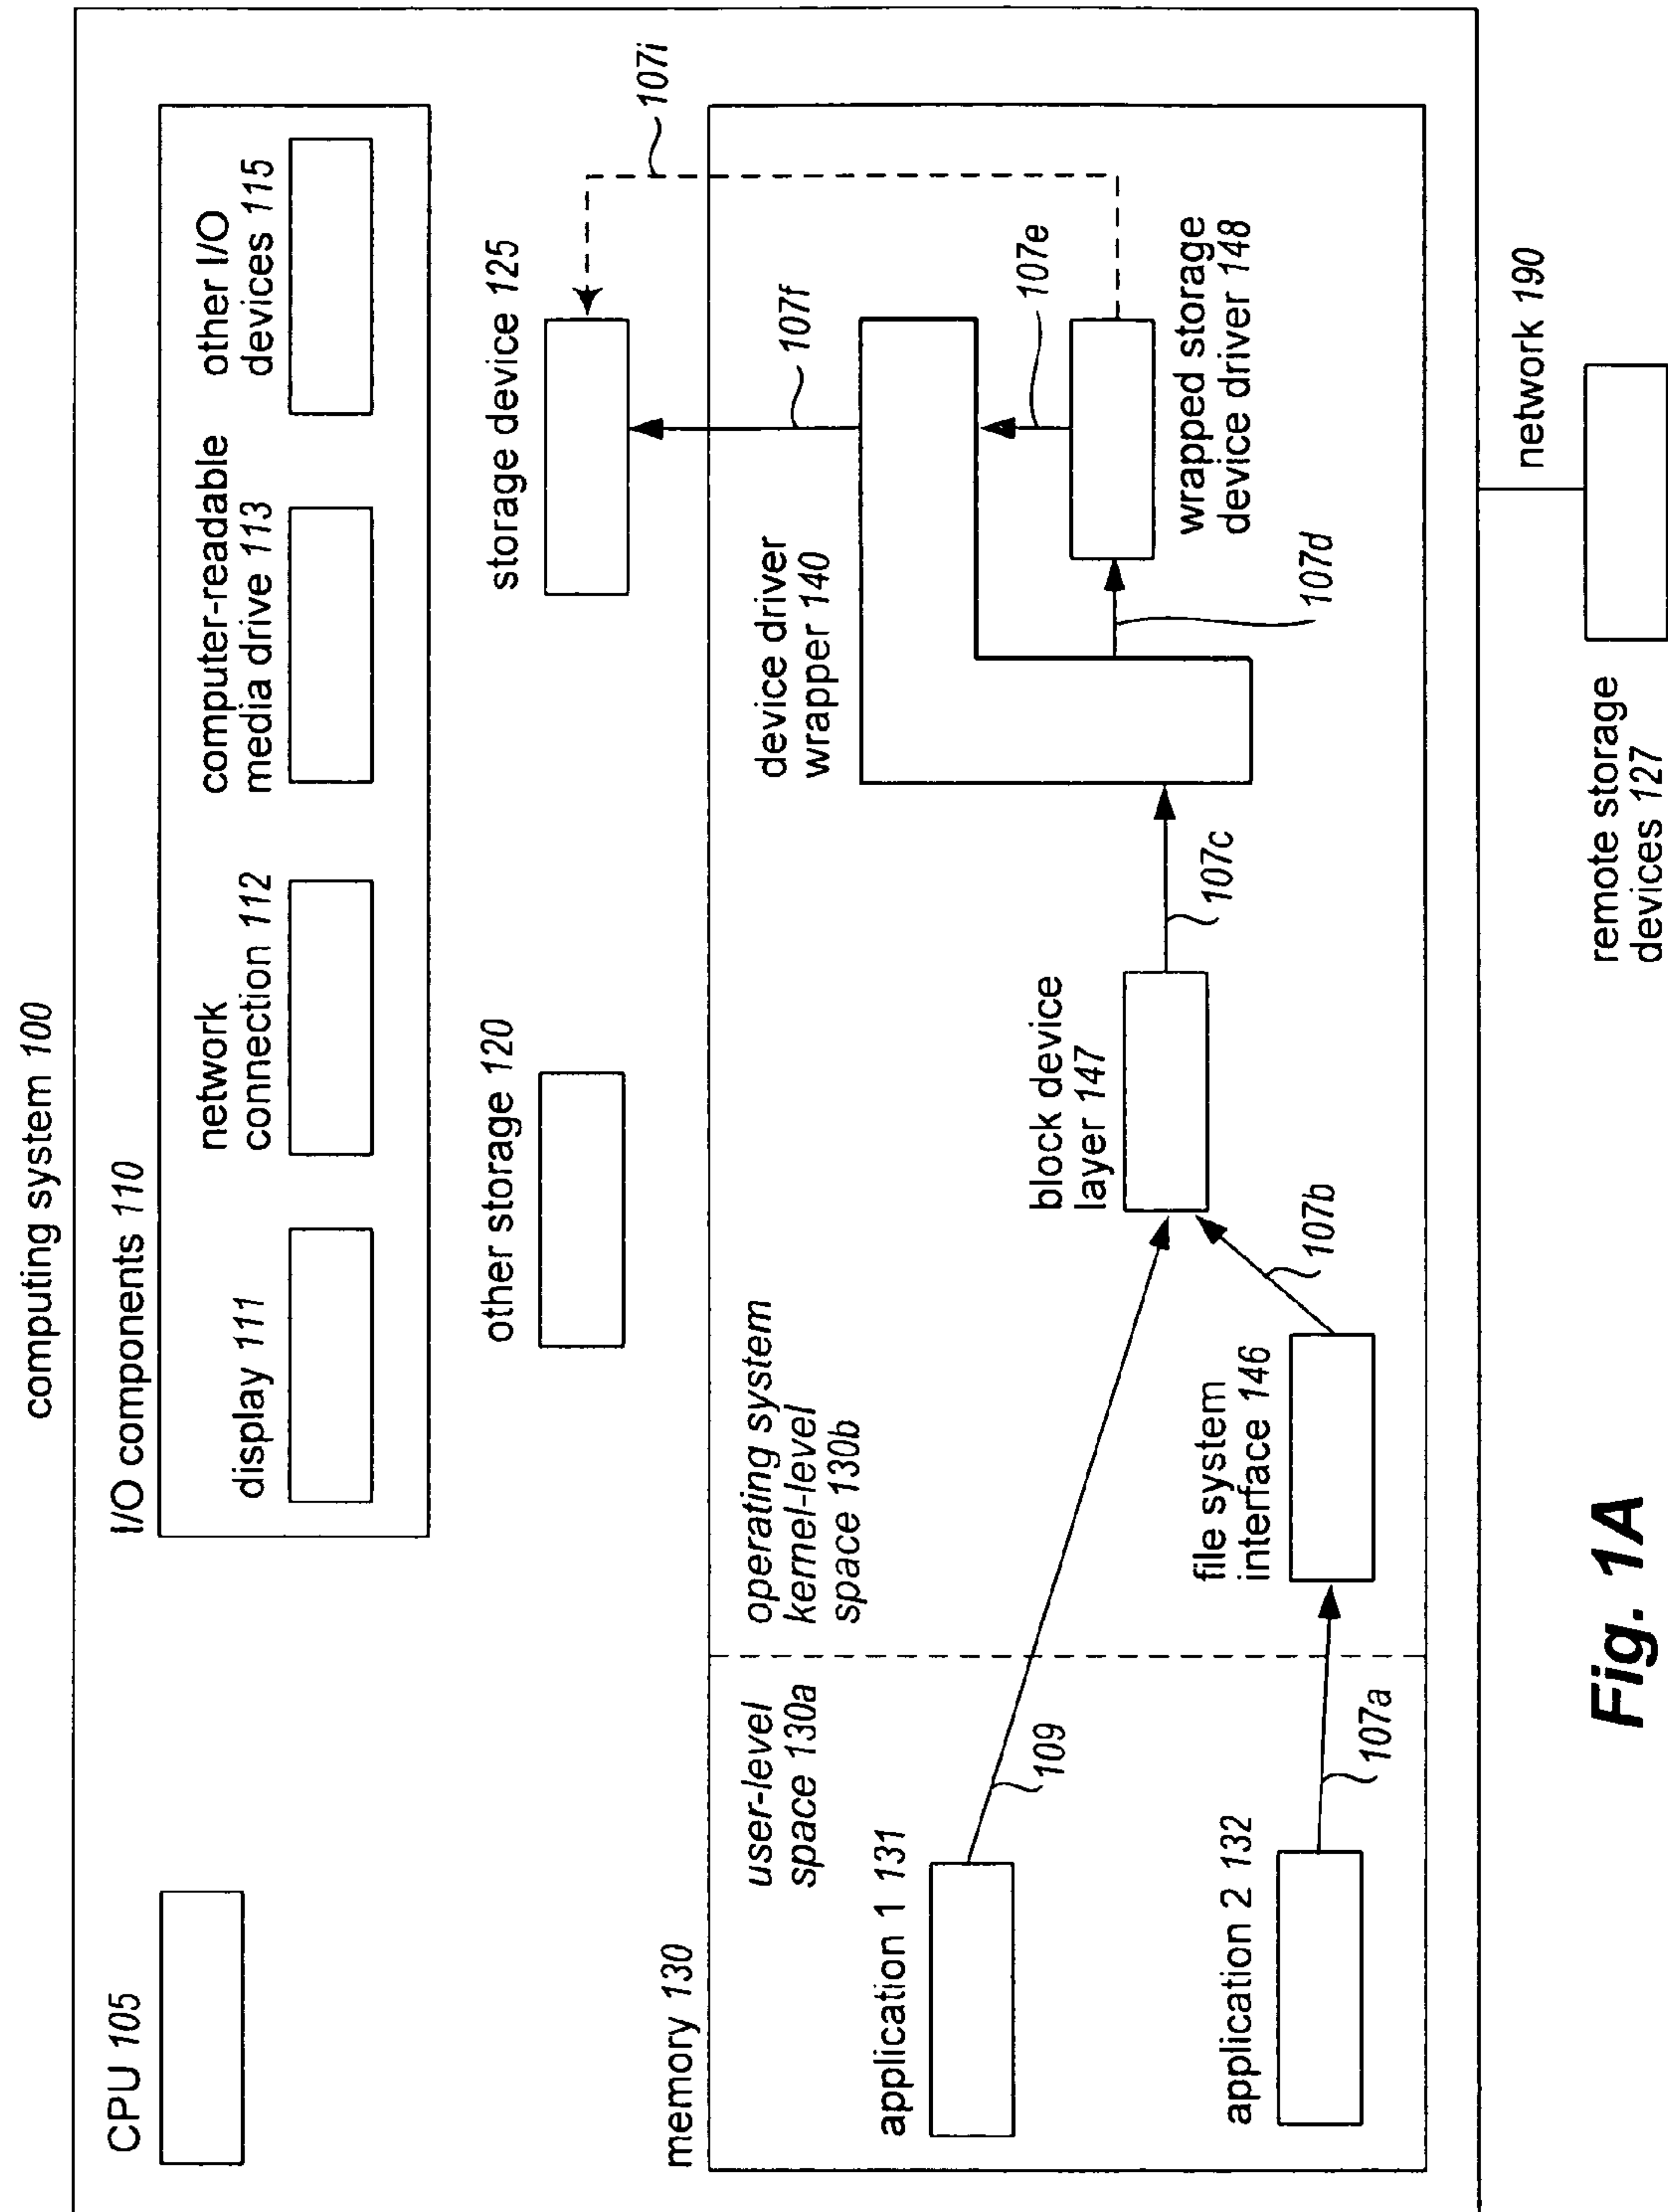 computing system 100
CPU 105
I/O components 110
display 111
network
connection 112
computer-readable
media drive 113
other I/O
devices 115
other storage 120
storage device 125
107i
memory 130
user-level
space 130a
operating system
kernel-level
space 130b
device driver
wrapper 140
107f
application 1 131
109
block device
layer 147
107c
107e
107d
wrapped storage
device driver 148
application 2 132
107a
file system
interface 146
107b
network 190
remote storage
devices 127
Fig. 1A